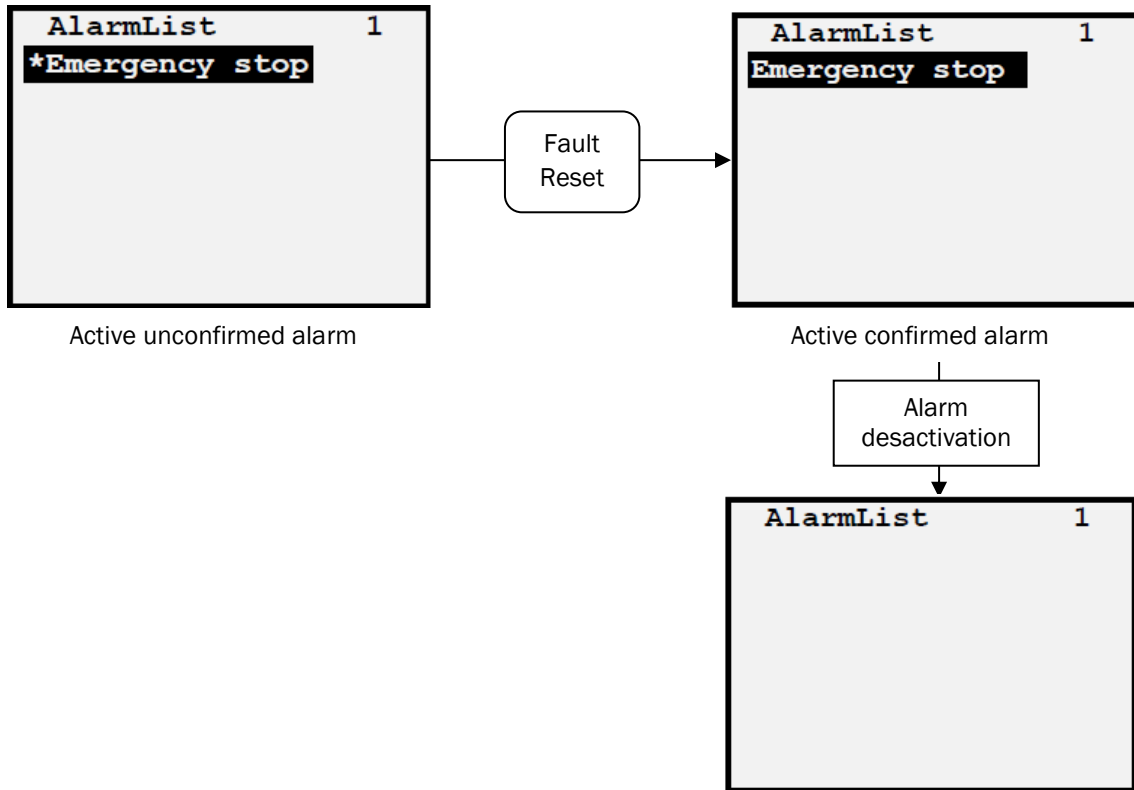 AlarmList 1
*Emergency stop
Fault
Reset
AlarmList 1
Emergency stop
Active unconfirmed alarm
Active confirmed alarm
Alarm
desactivation
AlarmList 1